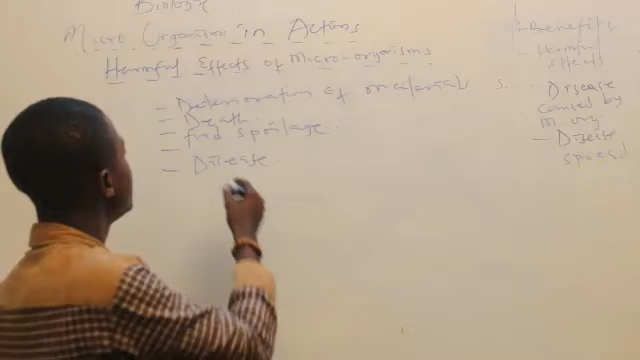 Biology
Micro Organism in Actions
Harmful Effects of Micro-organisms
- Deterioration of materials
- Death.
- food spoilage.
-
- Disease
- Benefits
- Harmful
effects
S. - Disease
caused by
m. org.
- Disease
spread